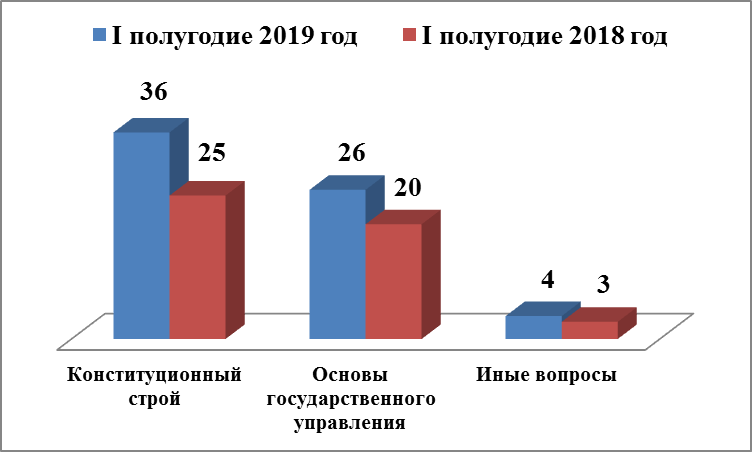 I полугодие 2019 год I полугодие 2018 год
36
25
26
20
4
3
Конституционный
строй
Основы
государственного
управления
Иные вопросы